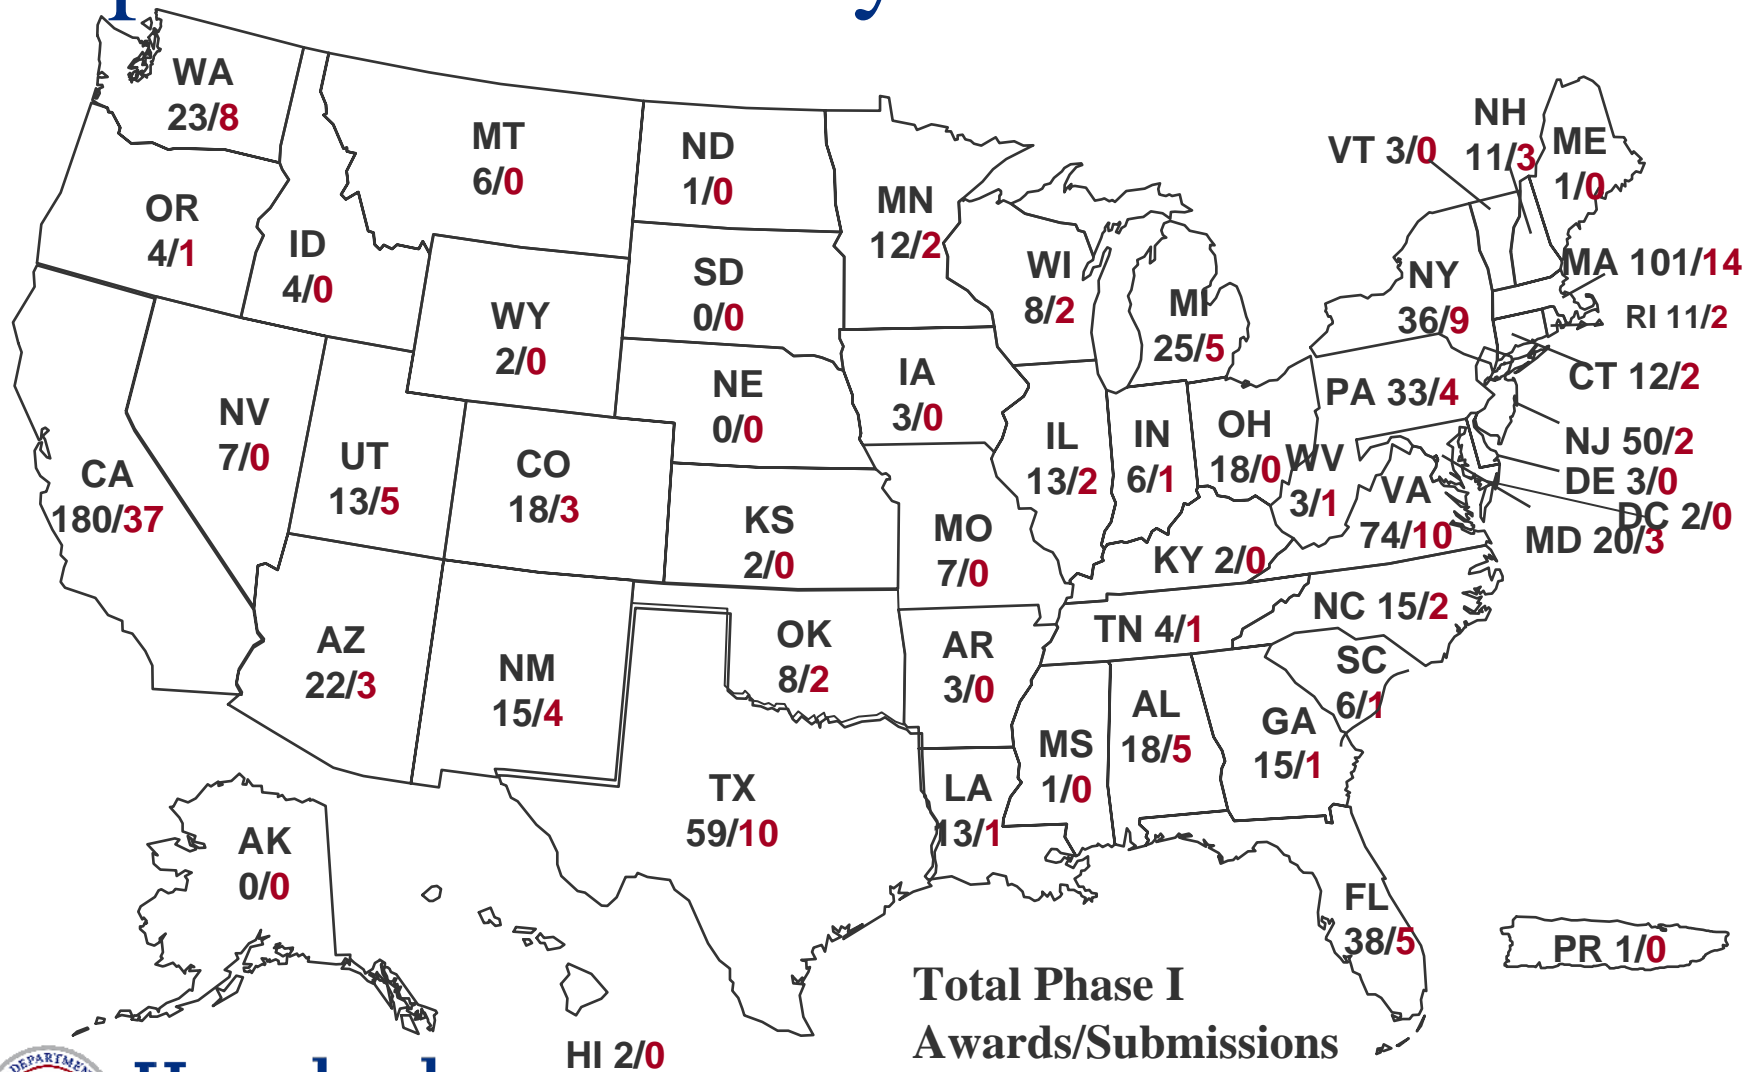 WA
23/8
MT
6/0
ND
1/0
MN
12/2
VT 3/0
NH
11/3
ME
1/0
OR
4/1
ID
4/0
WY
2/0
SD
0/0
WI
8/2
MI
25/5
NY
36/9
MA 101/14
RI 11/2
CT 12/2
NJ 50/2
DE 3/0
DC 2/0
MD 20/3
PA 33/4
NE
0/0
IA
3/0
IL
13/2
IN
6/1
OH
18/0
WV
3/1
VA
74/10
CA
180/37
NV
7/0
UT
13/5
CO
18/3
KS
2/0
MO
7/0
KY 2/0
NC 15/2
TN 4/1
SC
6/1
AZ
22/3
NM
15/4
OK
8/2
AR
3/0
MS
1/0
AL
18/5
GA
15/1
TX
59/10
LA
13/1
FL
38/5
AK
0/0
HI 2/0
PR 1/0
Total Phase I
Awards/Submissions